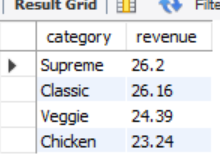 Result Grid Filte
category revenue
Supreme 26.2
Classic 26.16
Veggie 24.39
Chicken 23.24